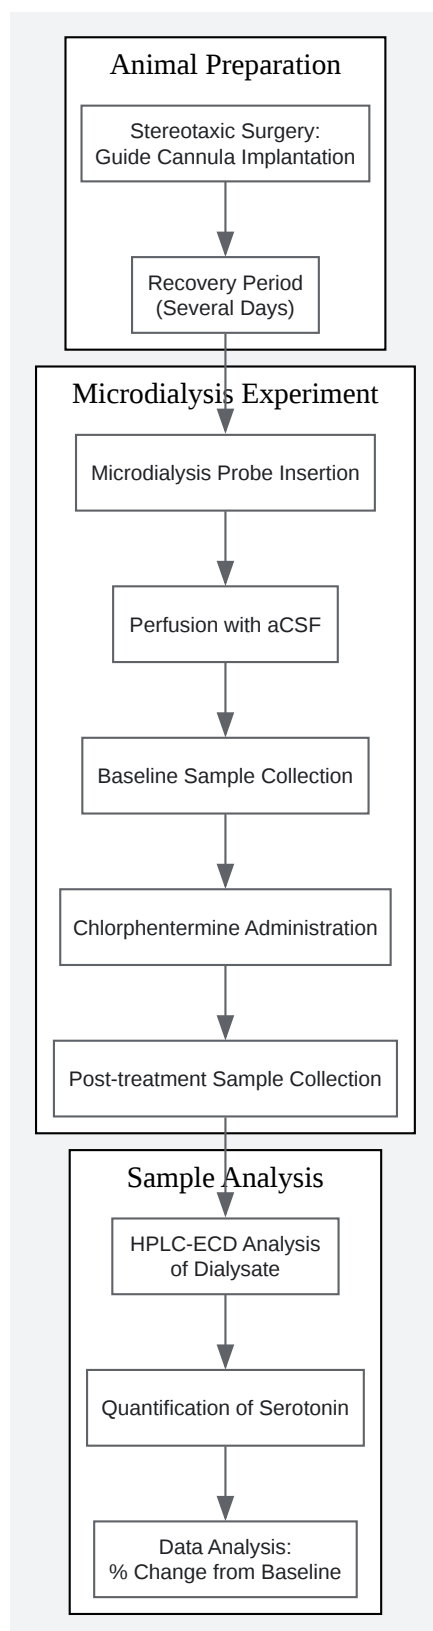 Animal Preparation
Stereotaxic Surgery:
Guide Cannula Implantation
Recovery Period
(Several Days)
Microdialysis Experiment
Microdialysis Probe Insertion
Perfusion with aCSF
Baseline Sample Collection
Chlorphentermine Administration
Post-treatment Sample Collection
Sample Analysis
HPLC-ECD Analysis
of Dialysate
Quantification of Serotonin
Data Analysis:
% Change from Baseline